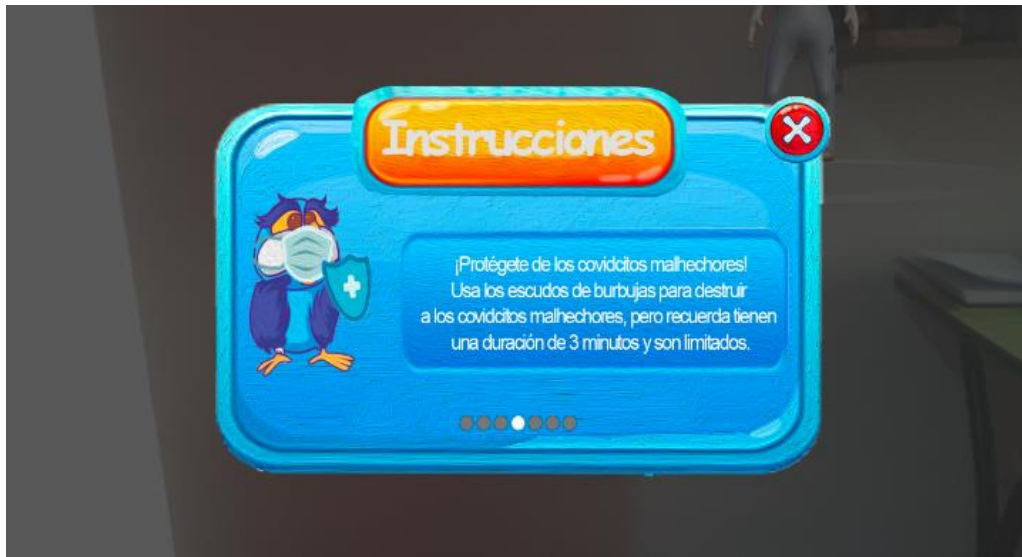 Instrucciones
¡Protégete de los covidcitos malhechores!
Usa los escudos de burbujas para destruir
a los covidcitos malhechores, pero recuerda tienen
una duración de 3 minutos y son limitados.